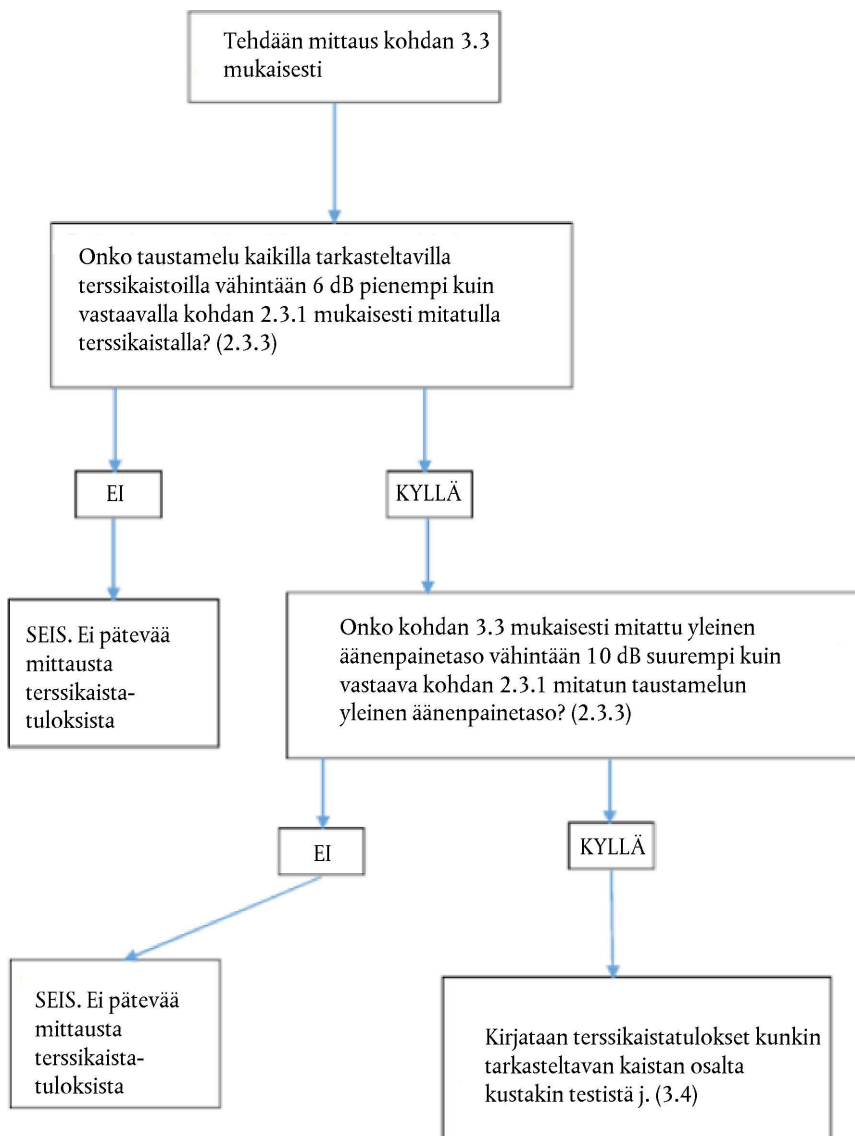 Tehdään mittaus kohdan 3.3
mukaisesti
Onko taustamelu kaikilla tarkasteltavilla
terssikaistoilla vähintään 6 dB pienempi kuin
vastaavalla kohdan 2.3.1 mukaisesti mitatulla
terssikaistalla? (2.3.3)
EI
KYLLÄ
SEIS. Ei pätevää
mittausta
terssikaista-
tuloksista
Onko kohdan 3.3 mukaisesti mitattu yleinen
äänenpainetaso vähintään 10 dB suurempi kuin
vastaava kohdan 2.3.1 mitatun taustamelun
yleinen äänenpainetaso? (2.3.3)
EI
KYLLÄ
SEIS. Ei pätevää
mittausta
terssikaista-
tuloksista
Kirjataan terssikaistatulokset kunkin
tarkasteltavan kaistan osalta
kustakin testistä j. (3.4)